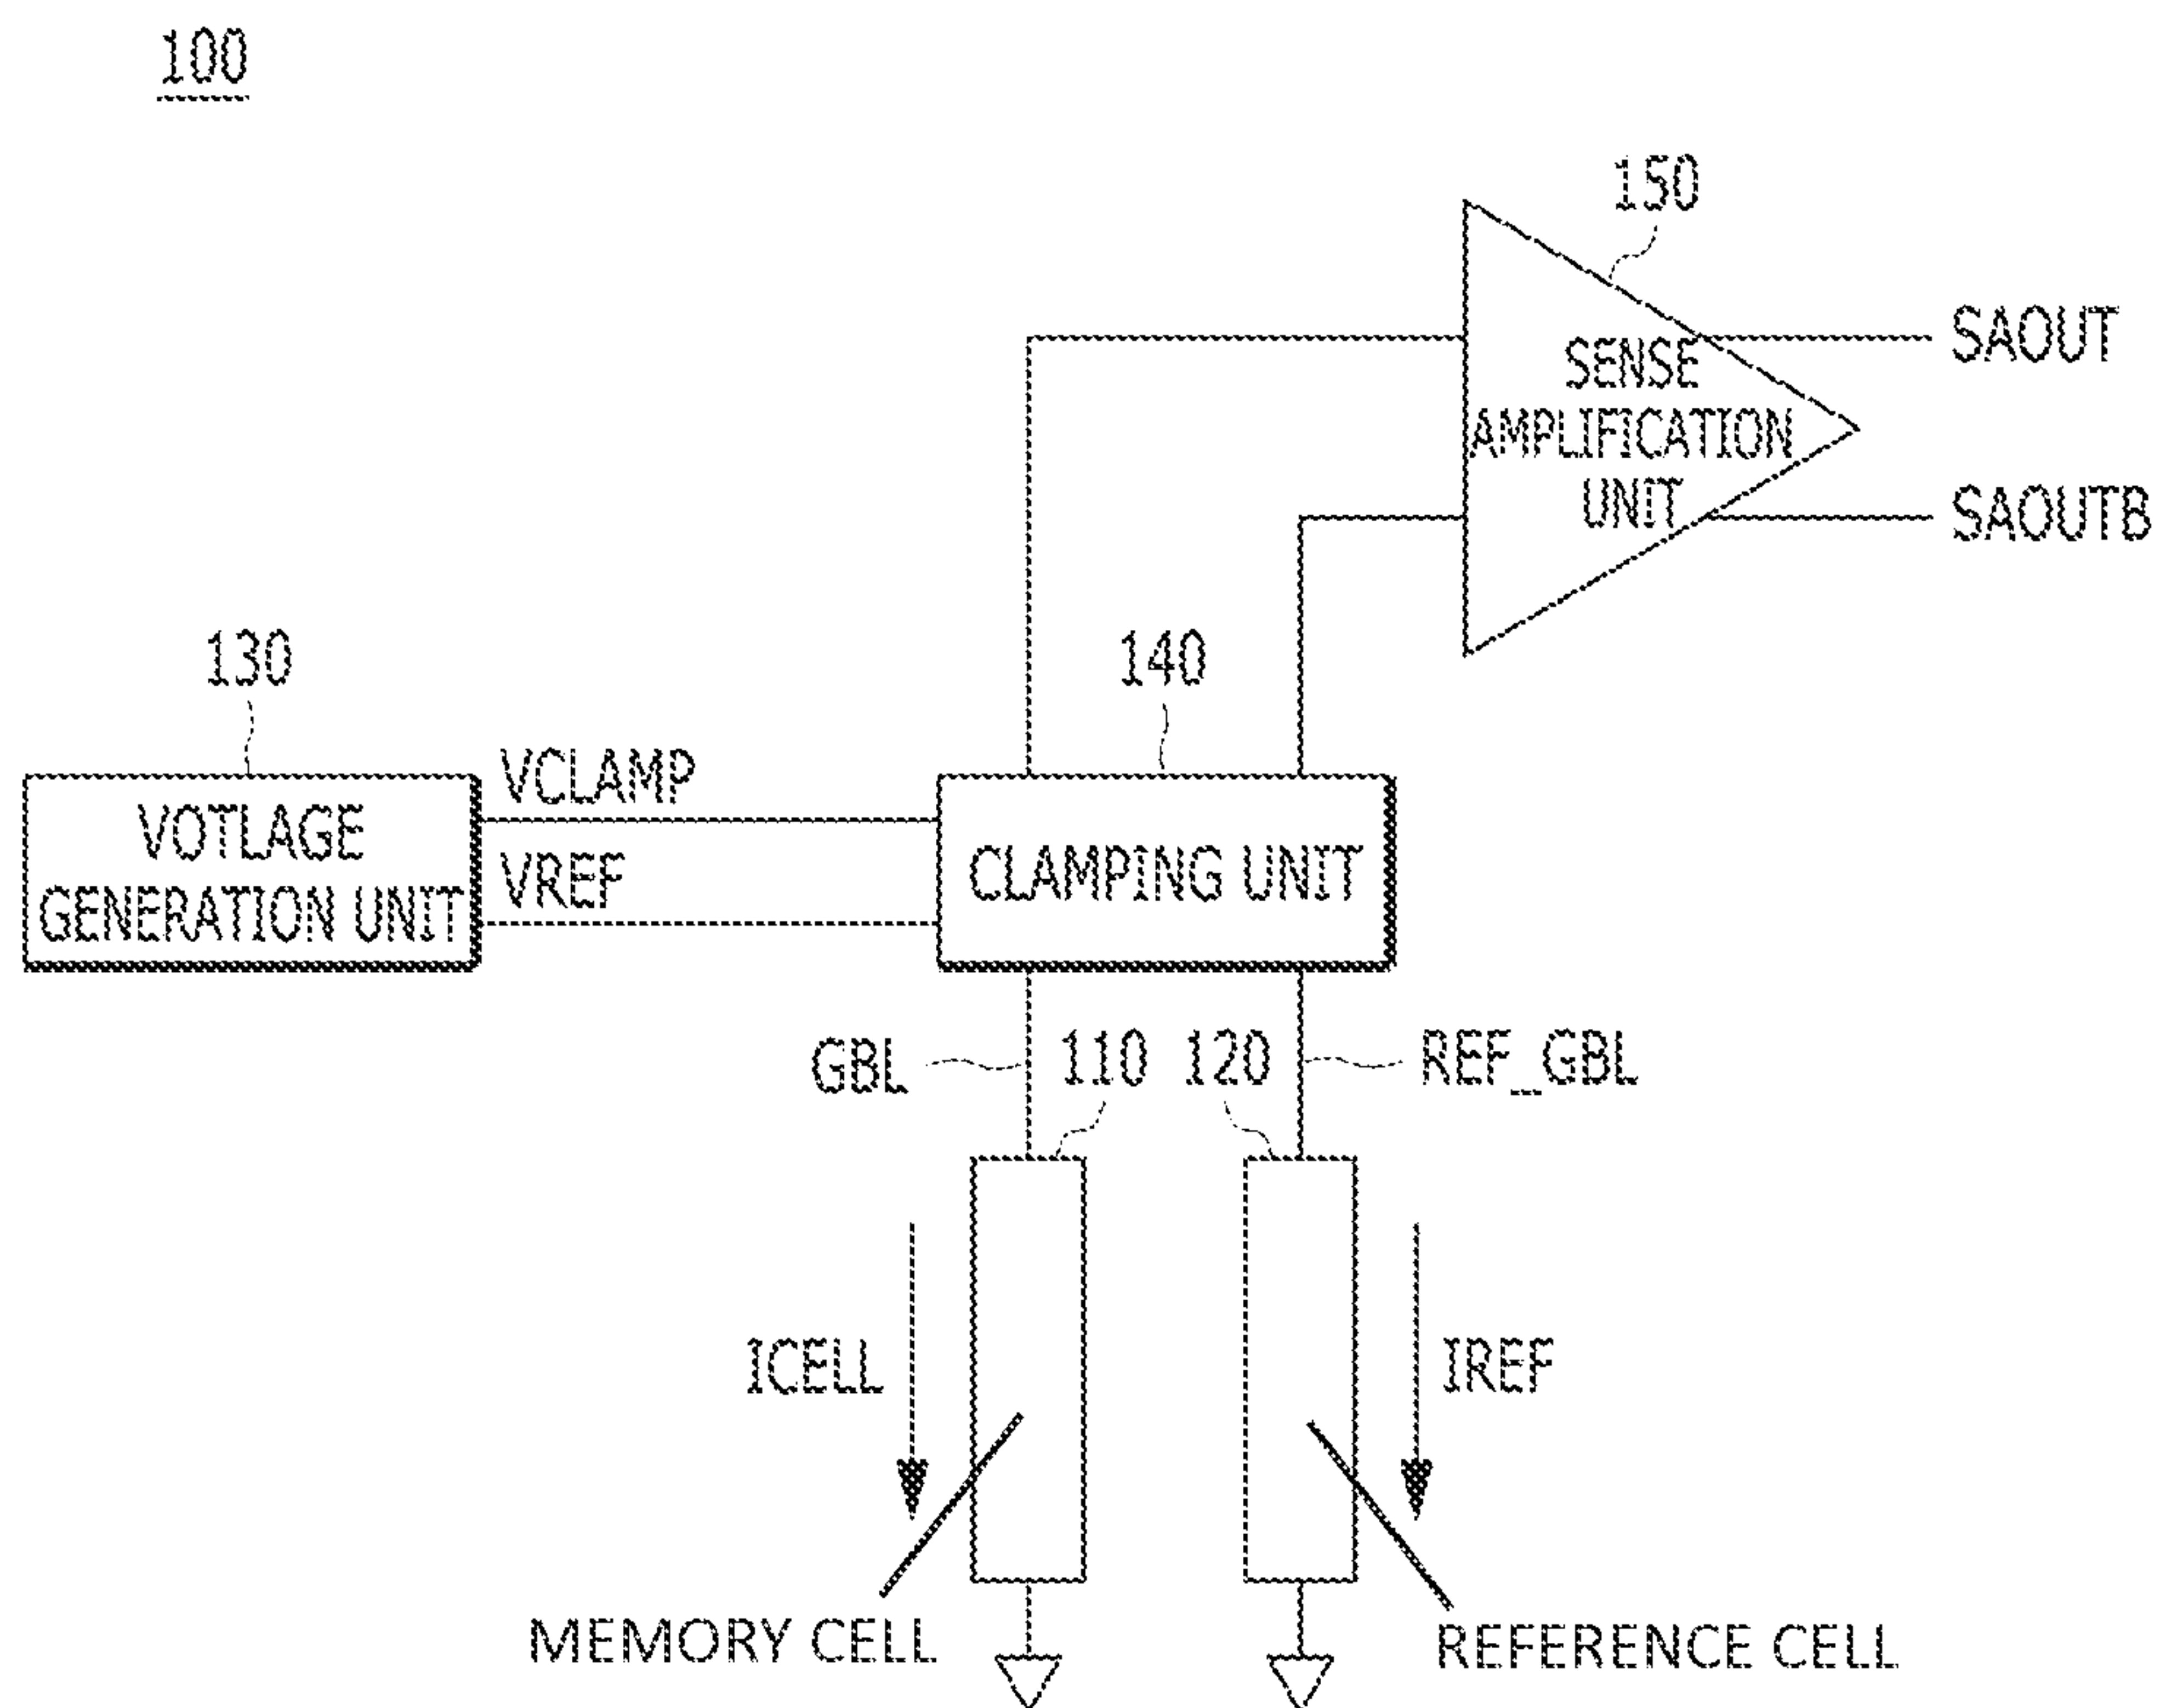 100
150
SAOUT
SENSE
AMPLIFICATION
UNIT
SAOUTB
130
140
VCLAMP
VOTLAGE
GENERATION UNIT
VREF
CLAMPING UNIT
GBL
110
120
REF_GBL
ICELL
IREF
MEMORY CELL
REFERENCE CELL